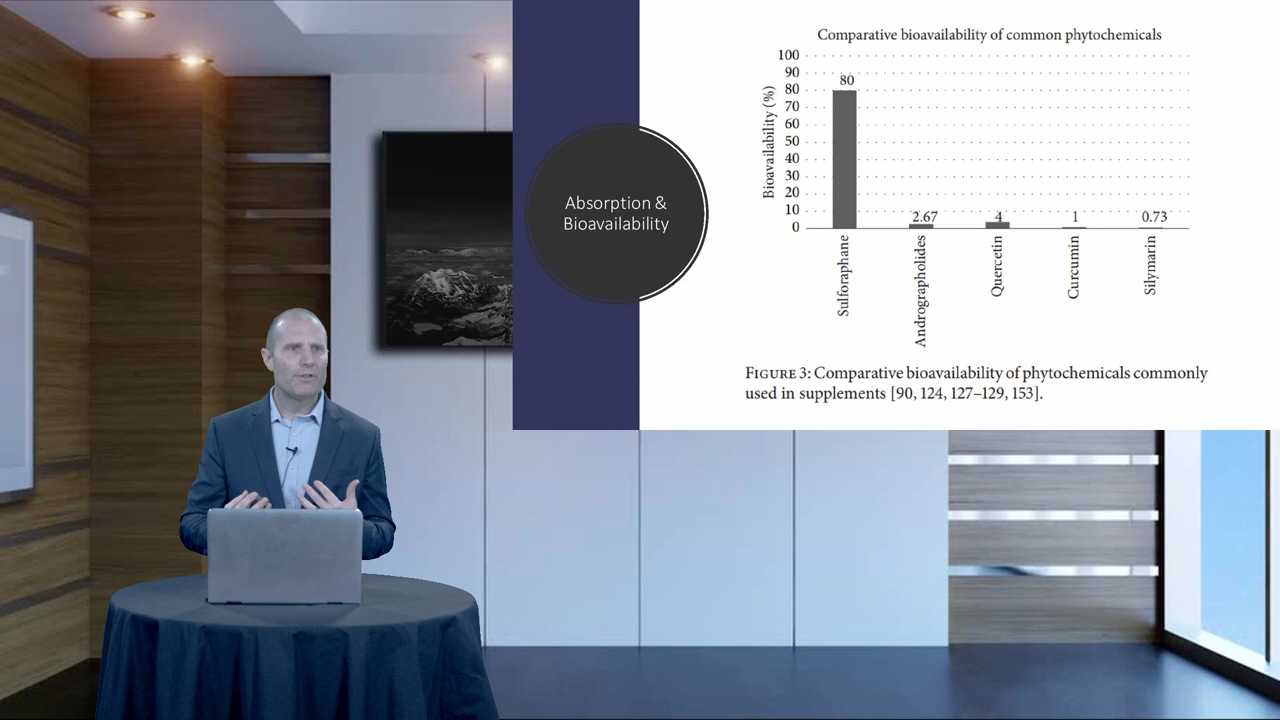 Absorption &
Bioavailability
Comparative bioavailability of common phytochemicals
Bioavailability (%)
100
90
80
70
60
50
40
30
20
10
0
80
2.67
4
1
0.73
Sulforaphane
Andrographolides
Quercetin
Curcumin
Silymarin
FIGURE 3: Comparative bioavailability of phytochemicals commonly
used in supplements [90, 124, 127–129, 153].